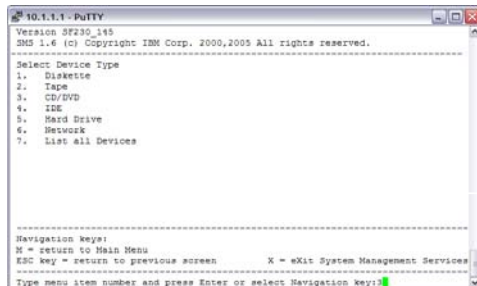 10.1.1.1 - PuTTY
Version SF230_145
SMS 1.6 (c) Copyright IBM Corp. 2000,2005 All rights reserved.
Select Device Type
1. Diskette
2. Tape
3. CD/DVD
4. IDE
5. Hard Drive
6. Network
7. List all Devices
Navigation keys:
M = return to Main Menu
ESC key = return to previous screen X = eXit System Management Services
Type menu item number and press Enter or select Navigation key:3